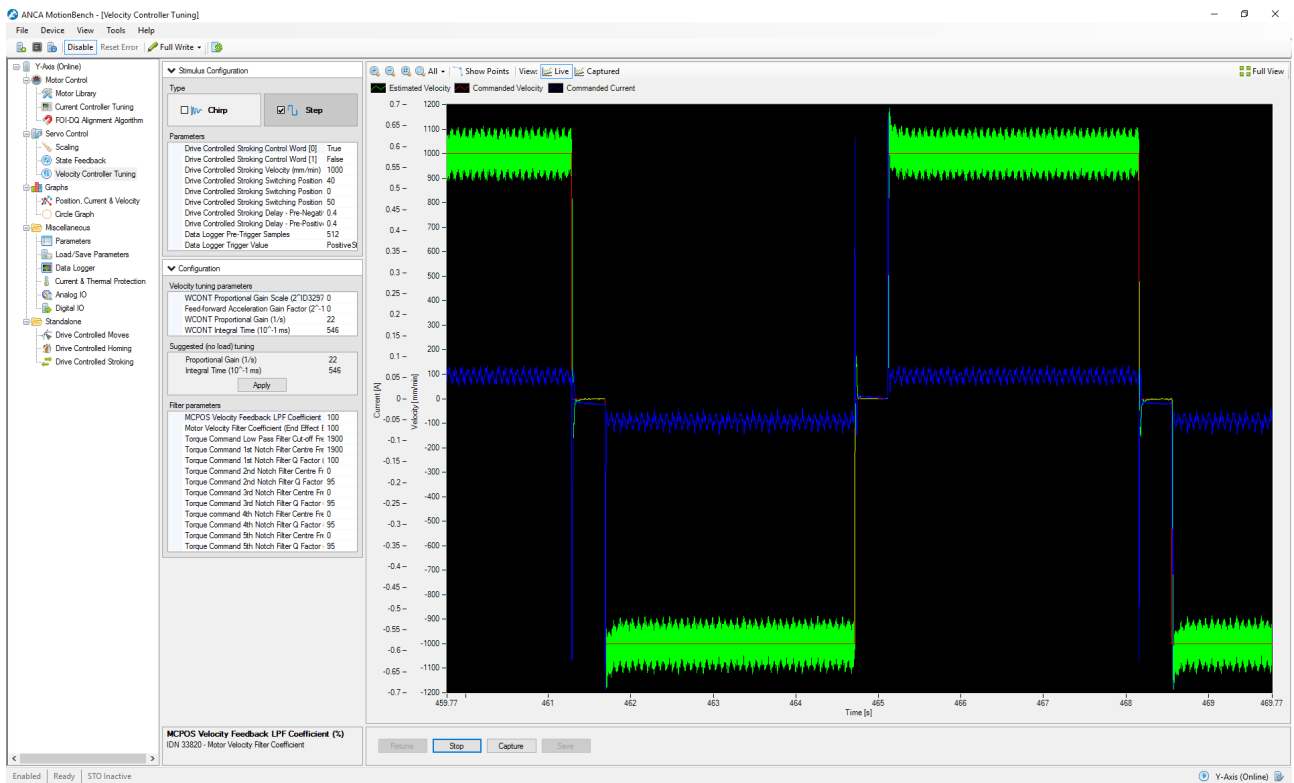 ANCA MotionBench - [Velocity Controller Tuning]
File Device View Tools Help
Disable Reset Error Full Write
Y-Axis (Online)
Motor Control
Motor Library
Current Controller Tuning
FOI-DQ Alignment Algorithm
Servo Control
Scaling
State Feedback
Velocity Controller Tuning
Graphs
Position, Current & Velocity
Circle Graph
Miscellaneous
Parameters
Load/Save Parameters
Data Logger
Current & Thermal Protection
Analog IO
Digital IO
Standalone
Drive Controlled Moves
Drive Controlled Homing
Drive Controlled Stroking
Stimulus Configuration
Type
Chirp Step
Parameters
Drive Controlled Stroking Control Word [0] True
Drive Controlled Stroking Control Word [1] False
Drive Controlled Stroking Velocity (mm/min) 1000
Drive Controlled Stroking Switching Position 40
Drive Controlled Stroking Switching Position 0
Drive Controlled Stroking Switching Position 50
Drive Controlled Stroking Delay - Pre-Negati 0.4
Drive Controlled Stroking Delay - Pre-Positiv 0.4
Data Logger Pre-Trigger Samples 512
Data Logger Trigger Value PositiveSt
Configuration
Velocity tuning parameters
WCONT Proportional Gain Scale (2^ID3297 0
Feed-forward Acceleration Gain Factor (2^-1 0
WCONT Proportional Gain (1/s) 22
WCONT Integral Time (10^-1 ms) 546
Suggested (no load) tuning
Proportional Gain (1/s) 22
Integral Time (10^-1 ms) 546
Apply
Filter parameters
MCPOS Velocity Feedback LPF Coefficient 100
Motor Velocity Filter Coefficient (End Effect 100
Torque Command Low Pass Filter Cut-off Fre 1900
Torque Command 1st Notch Filter Centre Fre 1900
Torque Command 1st Notch Filter Q Factor ( 100
Torque Command 2nd Notch Filter Centre Fr 0
Torque Command 2nd Notch Filter Q Factor 95
Torque Command 3rd Notch Filter Centre Fre 0
Torque Command 3rd Notch Filter Q Factor 95
Torque command 4th Notch Filter Centre Fre 0
Torque Command 4th Notch Filter Q Factor 95
Torque Command 5th Notch Filter Centre Fre 0
Torque Command 5th Notch Filter Q Factor 95
MCPOS Velocity Feedback LPF Coefficient (%)
IDN 33820 - Motor Velocity Filter Coefficient
All Show Points View: Live Captured Full View
Estimated Velocity Commanded Velocity Commanded Current
Current [A]
0.7
0.65
0.6
0.55
0.5
0.45
0.4
0.35
0.3
0.25
0.2
0.15
0.1
0.05
0
-0.05
-0.1
-0.15
-0.2
-0.25
-0.3
-0.35
-0.4
-0.45
-0.5
-0.55
-0.6
-0.65
-0.7
Velocity [mm/min]
1200
1100
1000
900
800
700
600
500
400
300
200
100
0
-100
-200
-300
-400
-500
-600
-700
-800
-900
-1000
-1100
-1200
459.77 461 462 463 464 465 466 467 468 469 469.77
Time [s]
Retune Stop Capture Save
Enabled Ready STO Inactive Y-Axis (Online)